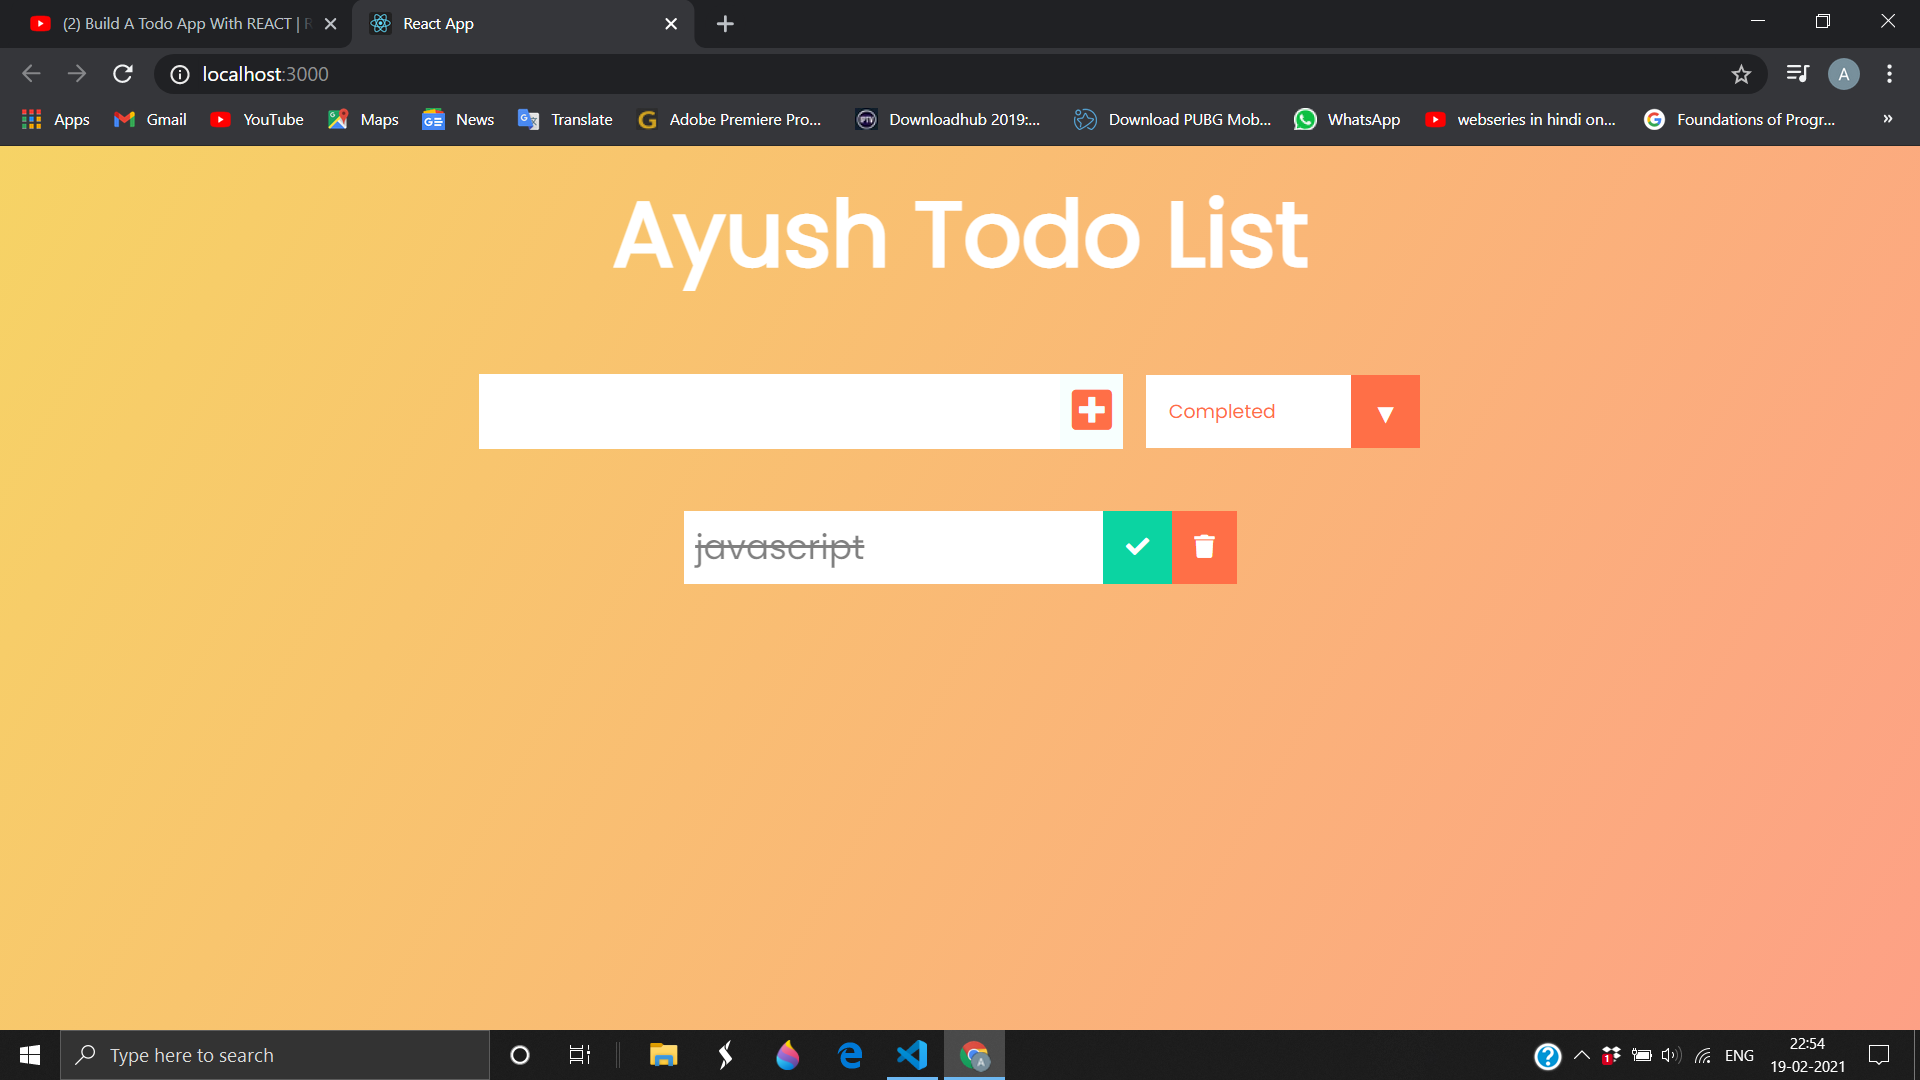 (2) Build A Todo App With REACT | R
React App
localhost:3000
A
Apps
Gmail
YouTube
Maps
News
Translate
Adobe Premiere Pro...
Downloadhub 2019:...
Download PUBG Mob...
WhatsApp
webseries in hindi on...
Foundations of Progr...
»
Ayush Todo List
Completed
javascript
Type here to search
A
1
ENG
22:54
19-02-2021